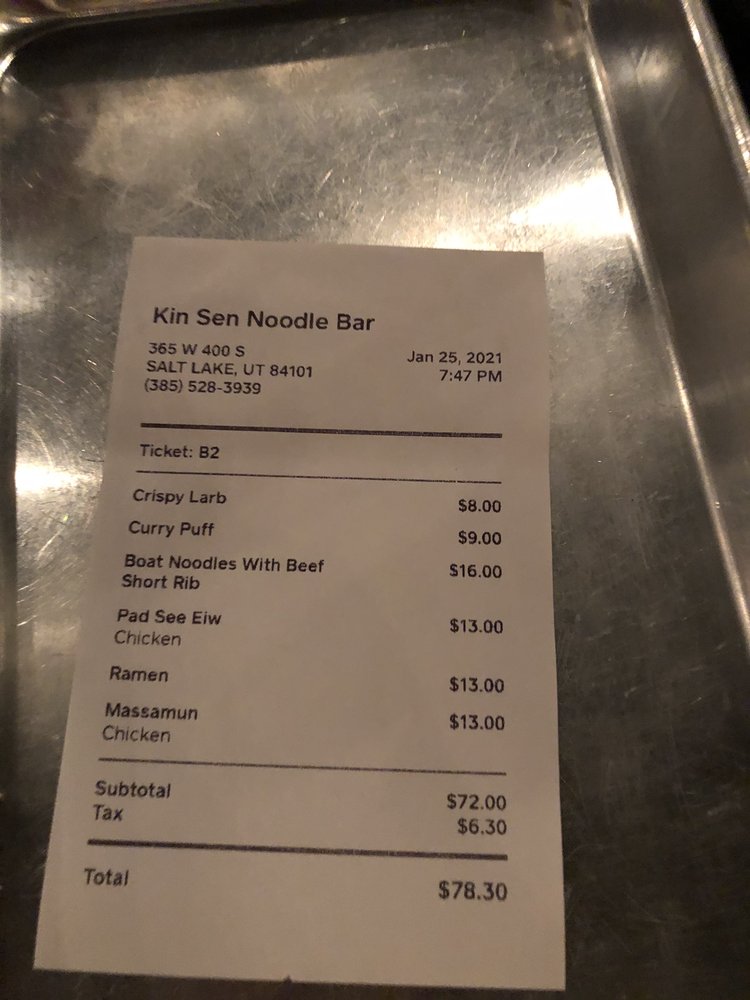 Kin Sen Noodle Bar
365 W 400 S
SALT LAKE, UT 84101
(385) 528-3939
Jan 25, 2021
7:47 PM
Ticket: B2
Crispy Larb $8.00
Curry Puff $9.00
Boat Noodles With Beef $16.00
Short Rib
Pad See Eiw $13.00
Chicken
Ramen $13.00
Massamun $13.00
Chicken
Subtotal $72.00
Tax $6.30
Total $78.30